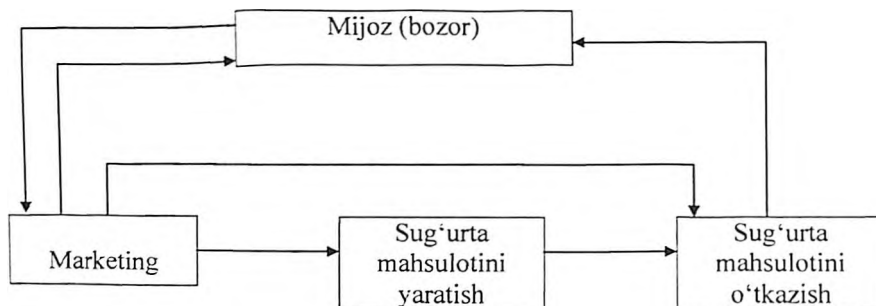 Mijoz (bozor)
Marketing
Sug‘urta
mahsulotini
yaratish
Sug‘urta
mahsulotini
o‘tkazish